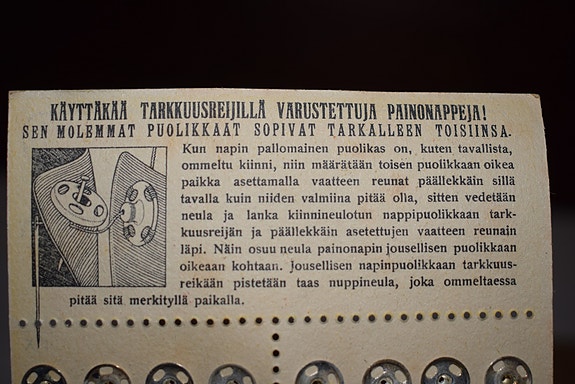 KÄYTTÄKÄÄ TARKKUUSREIJILLÄ VARUSTETTUJA PAINONAPPEJA!
SEN MOLEMMAT PUOLIKKAAT SOPIVAT TARKALLEEN TOISIINSA.
Kun napin pallomainen puolikas on, kuten tavallista,
ommeltu kiinni, niin määrätään toisen puolikkaan oikea
paikka asettamalla vaatteen reunat päällekkäin sillä
tavalla kuin niiden valmiina pitää olla, sitten vedetään
neula ja lanka kiinnineulotun nappipuolikkaan tark-
kuusreijän ja päällekkäin asetettujen vaatteen reunain
läpi. Näin osuu neula painonapin jousellisen puolikkaan
oikeaan kohtaan. Jousellisen napinpuolikkaan tarkkuus-
reikään pistetään taas nuppineula, joka ommeltaessa
pitää sitä merkityllä paikalla.